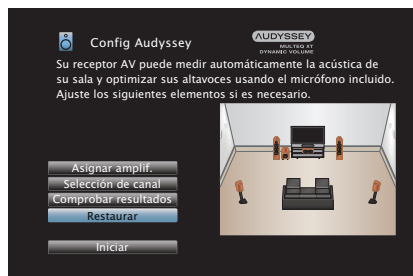 Config Audyssey
AUDYSSEY
MULTEQ XT
DYNAMIC VOLUME
Su receptor AV puede medir automáticamente la acústica de
su sala y optimizar sus altavoces usando el micrófono incluido.
Ajuste los siguientes elementos si es necesario.
Asignar amplif.
Selección de canal
Comprobar resultados
Restaurar
Iniciar